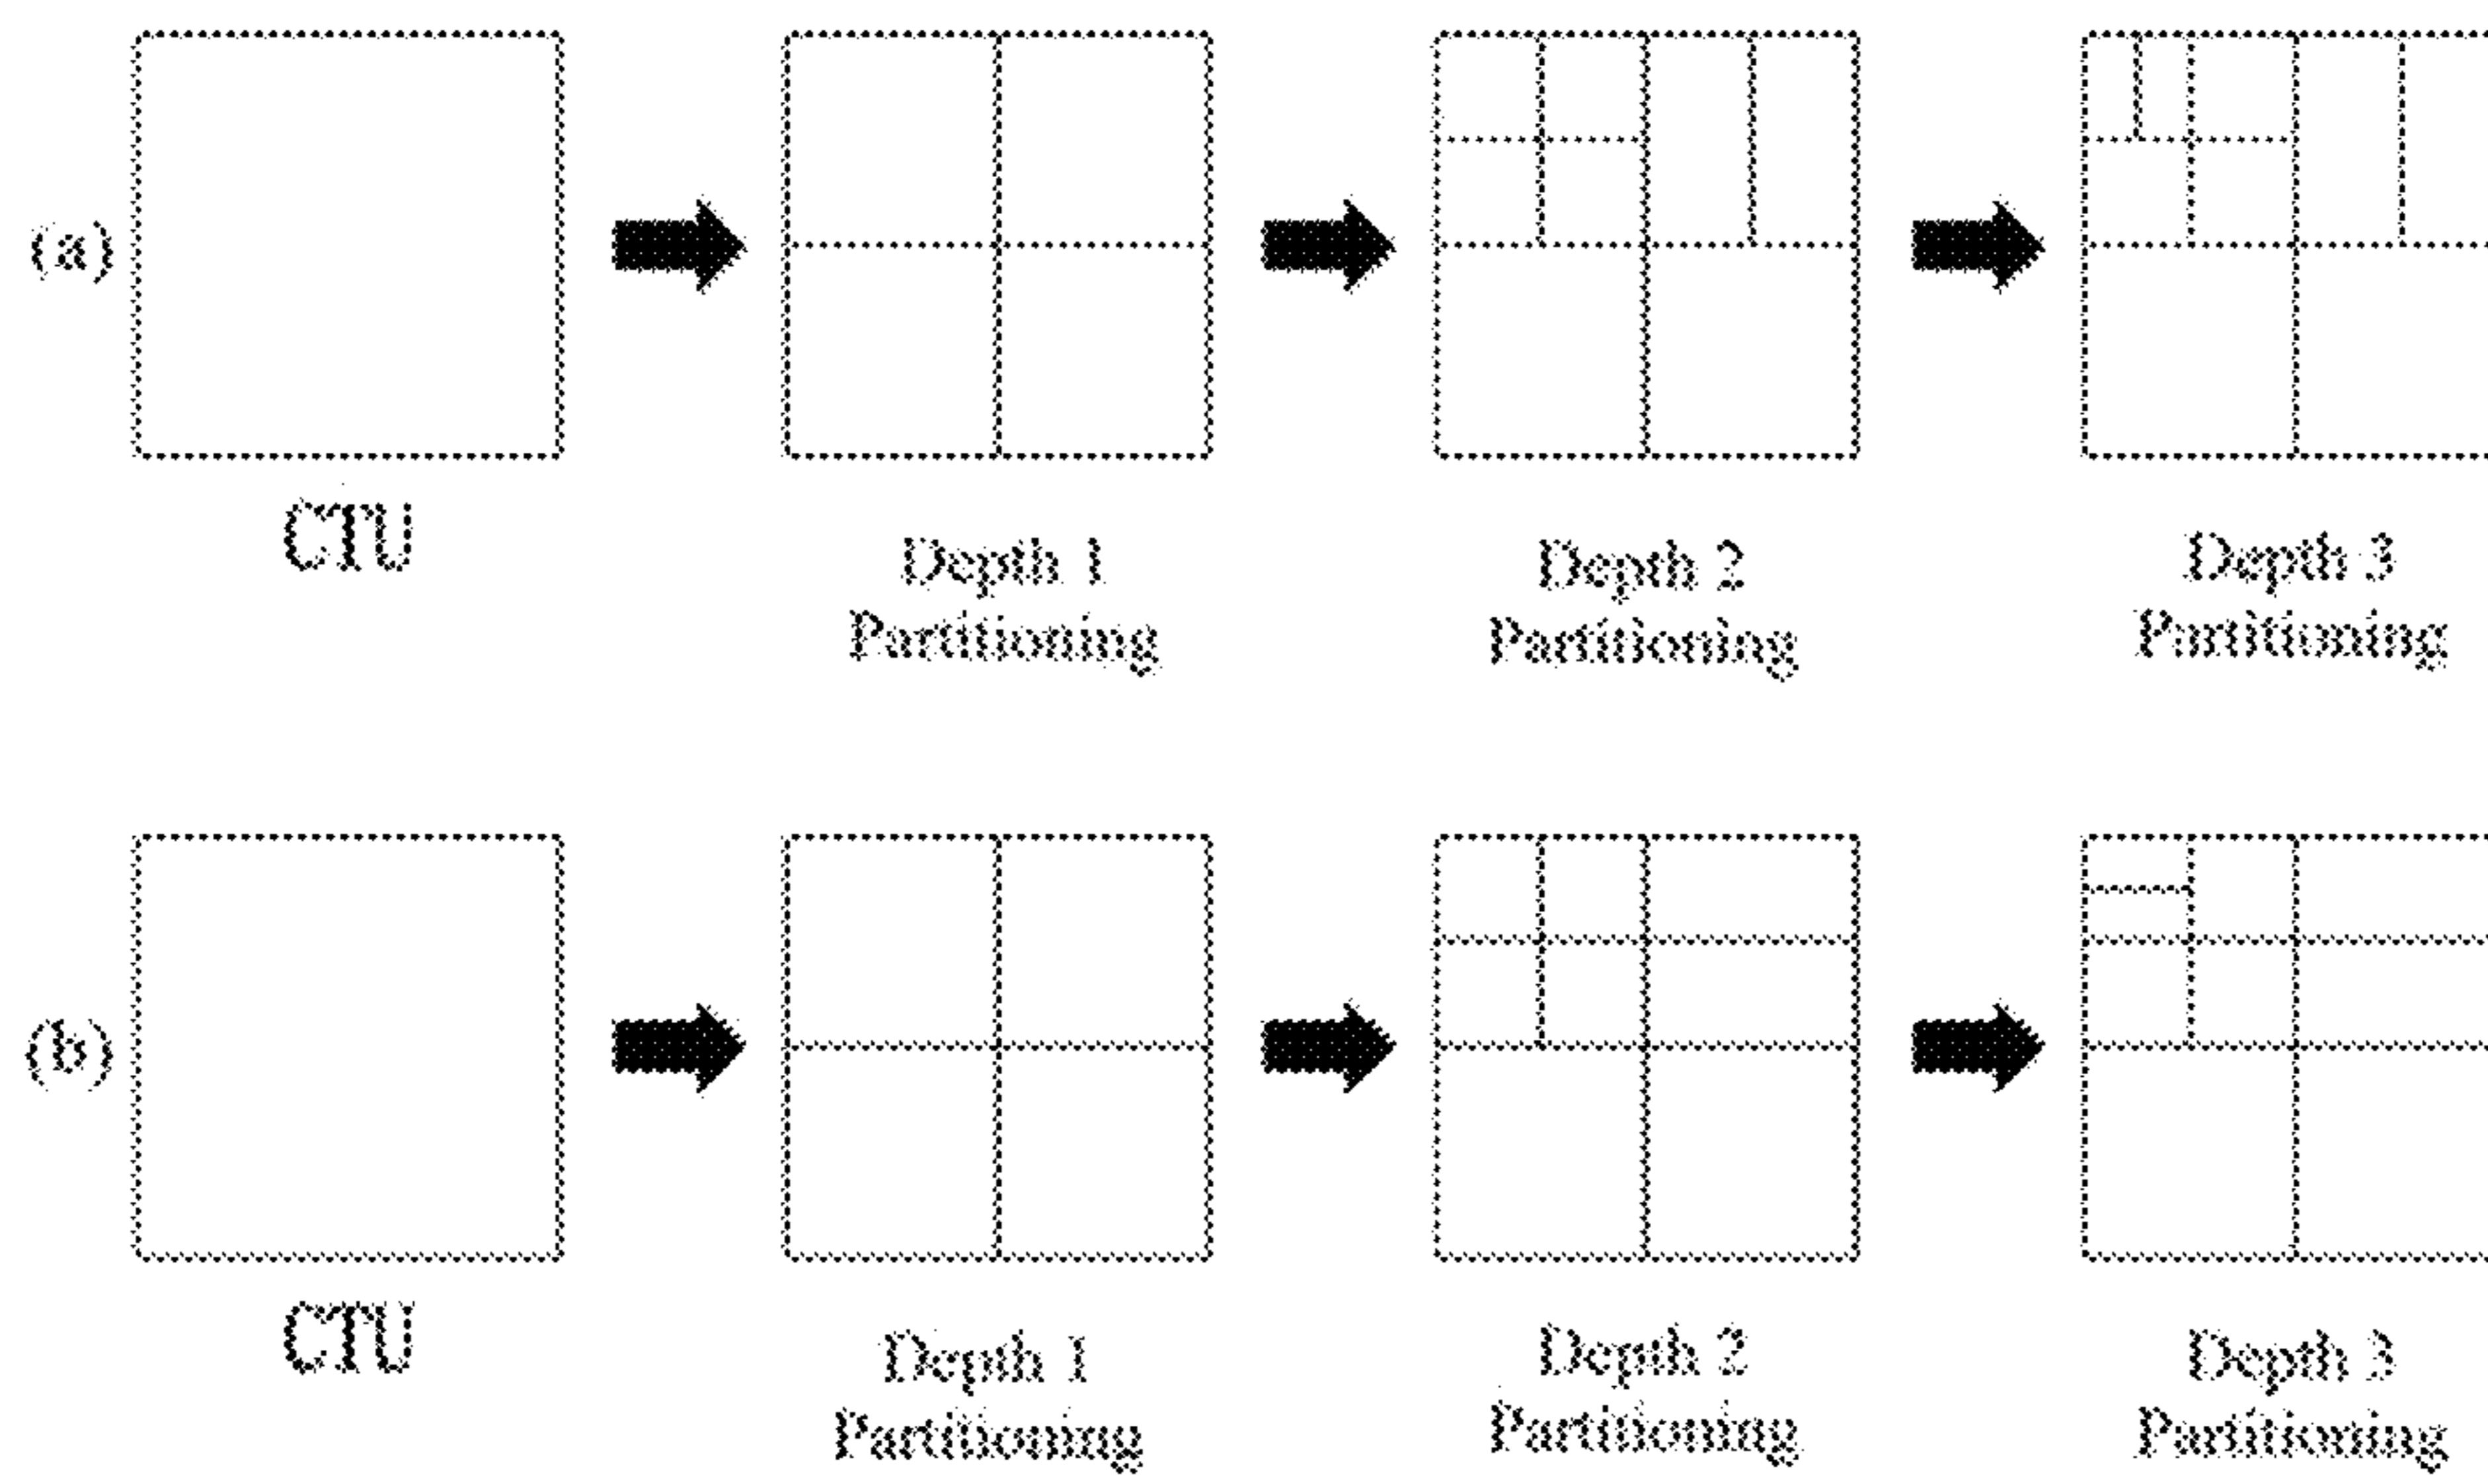 (a)
CTU
Depth 1
Partitioning
Depth 2
Partitioning
Depth 3
Partitioning
(b)
CTU
Depth 1
Partitioning
Depth 2
Partitioning
Depth 3
Partitioning